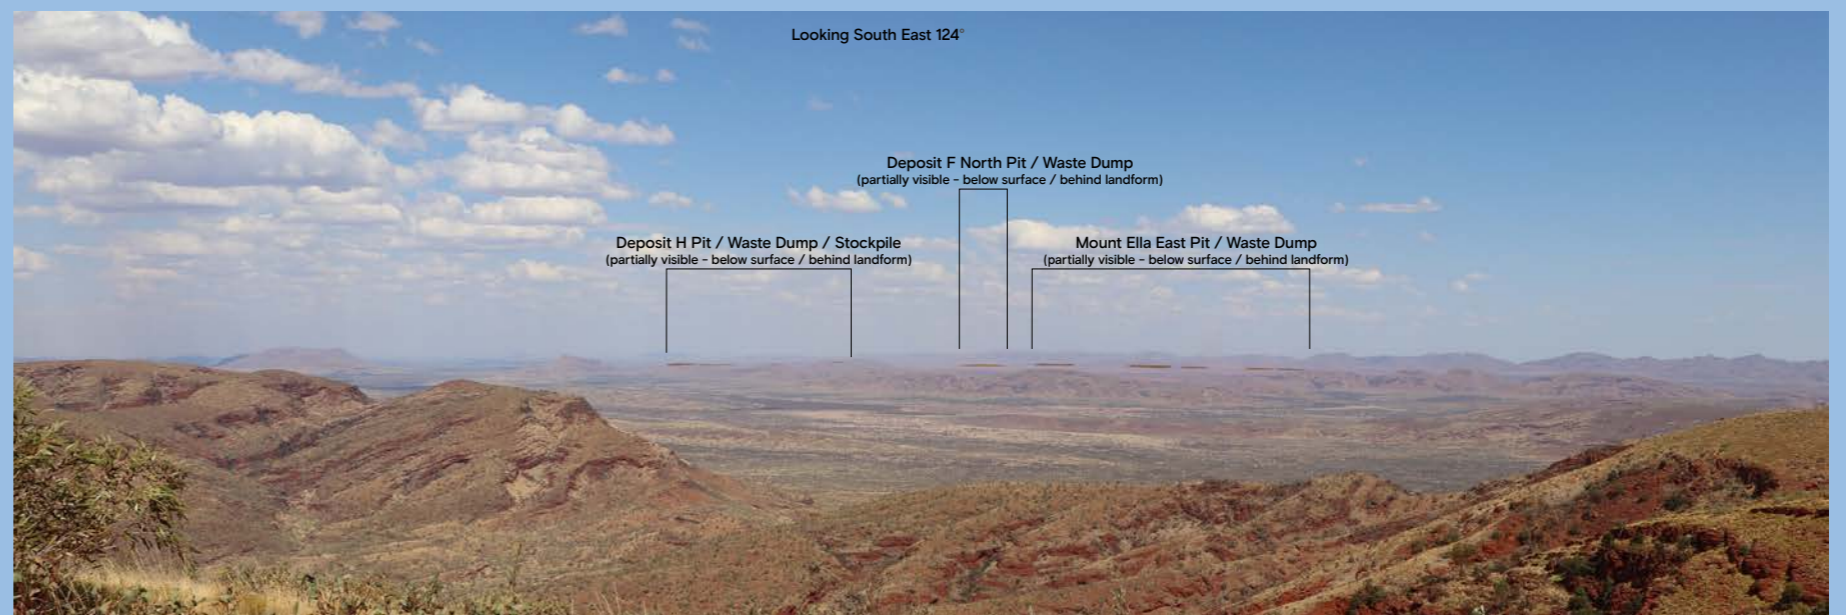 Looking South East 124°
Deposit F North Pit / Waste Dump
(partially visible – below surface / behind landform)
Deposit H Pit / Waste Dump / Stockpile
(partially visible – below surface / behind landform)
Mount Ella East Pit / Waste Dump
(partially visible – below surface / behind landform)